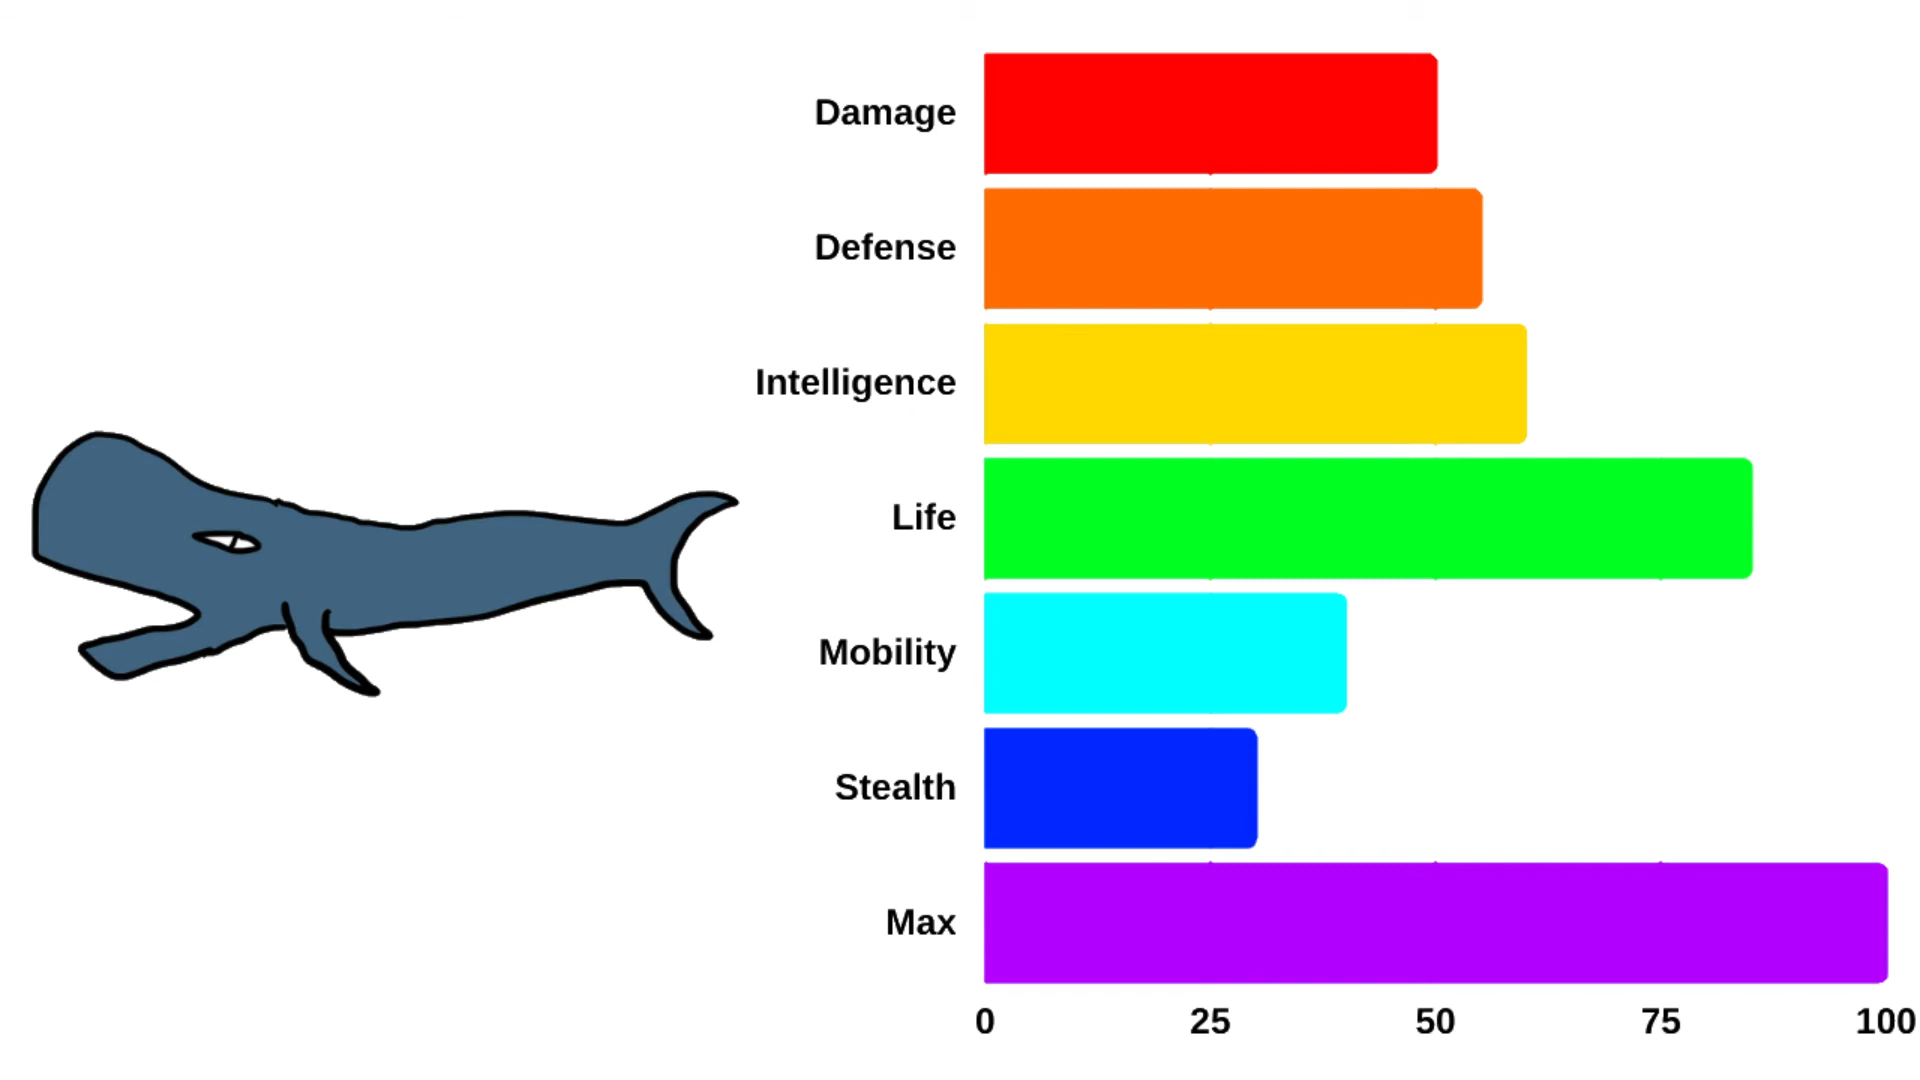 Damage
Defense
Intelligence
Life
Mobility
Stealth
Max
0 25 50 75 100